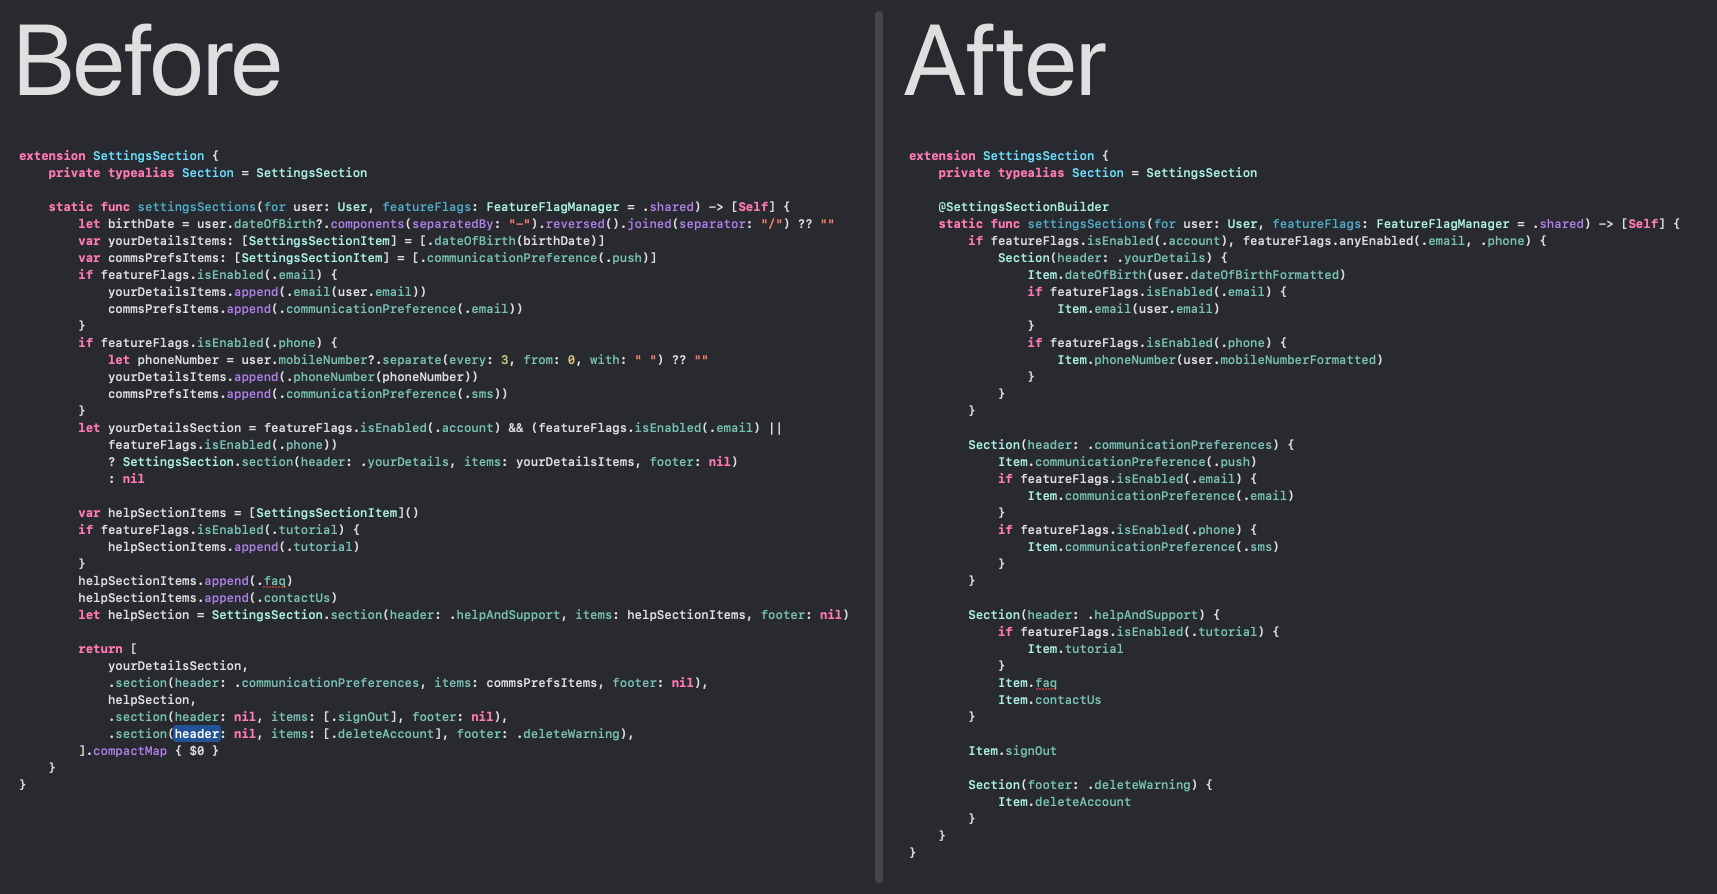 Before
extension SettingsSection {
    private typealias Section = SettingsSection
    static func settingsSections(for user: User, featureFlags: FeatureFlagManager = .shared) -> [Self] {
        let birthDate = user.dateOfBirth?.components(separatedBy: "-").reversed().joined(separator: "/") ?? ""
        var yourDetailsItems: [SettingsSectionItem] = [.dateOfBirth(birthDate)]
        var commsPrefsItems: [SettingsSectionItem] = [.communicationPreference(.push)]
        if featureFlags.isEnabled(.email) {
            yourDetailsItems.append(.email(user.email))
            commsPrefsItems.append(.communicationPreference(.email))
        }
        if featureFlags.isEnabled(.phone) {
            let phoneNumber = user.mobileNumber?.separate(every: 3, from: 0, with: " ") ?? ""
            yourDetailsItems.append(.phoneNumber(phoneNumber))
            commsPrefsItems.append(.communicationPreference(.sms))
        }
        let yourDetailsSection = featureFlags.isEnabled(.account) && (featureFlags.isEnabled(.email) ||
            featureFlags.isEnabled(.phone))
            ? SettingsSection.section(header: .yourDetails, items: yourDetailsItems, footer: nil)
            : nil
        var helpSectionItems = [SettingsSectionItem]()
        if featureFlags.isEnabled(.tutorial) {
            helpSectionItems.append(.tutorial)
        }
        helpSectionItems.append(.faq)
        helpSectionItems.append(.contactUs)
        let helpSection = SettingsSection.section(header: .helpAndSupport, items: helpSectionItems, footer: nil)
        return [
            yourDetailsSection,
            .section(header: .communicationPreferences, items: commsPrefsItems, footer: nil),
            helpSection,
            .section(header: nil, items: [.signOut], footer: nil),
            .section(header: nil, items: [.deleteAccount], footer: .deleteWarning),
        ].compactMap { $0 }
    }
}
After
extension SettingsSection {
    private typealias Section = SettingsSection
    @SettingsSectionBuilder
    static func settingsSections(for user: User, featureFlags: FeatureFlagManager = .shared) -> [Self] {
        if featureFlags.isEnabled(.account), featureFlags.anyEnabled(.email, .phone) {
            Section(header: .yourDetails) {
                Item.dateOfBirth(user.dateOfBirthFormatted)
                if featureFlags.isEnabled(.email) {
                    Item.email(user.email)
                }
                if featureFlags.isEnabled(.phone) {
                    Item.phoneNumber(user.mobileNumberFormatted)
                }
            }
        }
        Section(header: .communicationPreferences) {
            Item.communicationPreference(.push)
            if featureFlags.isEnabled(.email) {
                Item.communicationPreference(.email)
            }
            if featureFlags.isEnabled(.phone) {
                Item.communicationPreference(.sms)
            }
        }
        Section(header: .helpAndSupport) {
            if featureFlags.isEnabled(.tutorial) {
                Item.tutorial
            }
            Item.faq
            Item.contactUs
        }
        Item.signOut
        Section(footer: .deleteWarning) {
            Item.deleteAccount
        }
    }
}